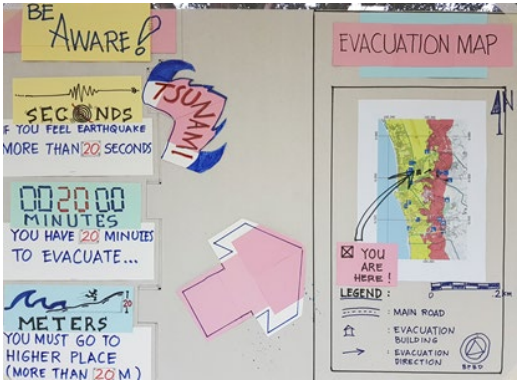 BE
AWARE!
SECONDS
IF YOU FEEL EARTHQUAKE
MORE THAN 20 SECONDS
TSUNAMI
00 20 00
MINUTES
YOU HAVE 20 MINUTES
TO EVACUATE...
20
METERS
YOU MUST GO TO
HIGHER PLACE
(MORE THAN 20 M)
EVACUATION MAP
N
YOU
ARE
HERE!
LEGEND:
0 .2 KM
: MAIN ROAD
: EVACUATION
BUILDING
: EVACUATION
DIRECTION